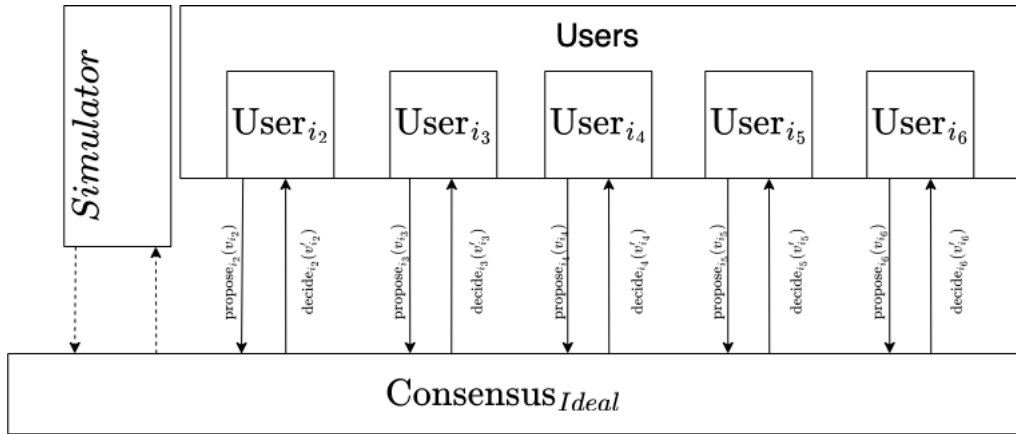 Simulator
Users
User_{i_2}
User_{i_3}
User_{i_4}
User_{i_5}
User_{i_6}
propose_{i_2}(v_{i_2})
decide_{i_2}(v'_{i_2})
propose_{i_3}(v_{i_3})
decide_{i_3}(v'_{i_3})
propose_{i_4}(v_{i_4})
decide_{i_4}(v'_{i_4})
propose_{i_5}(v_{i_5})
decide_{i_5}(v'_{i_5})
propose_{i_6}(v_{i_6})
decide_{i_6}(v'_{i_6})
Consensus_{Ideal}